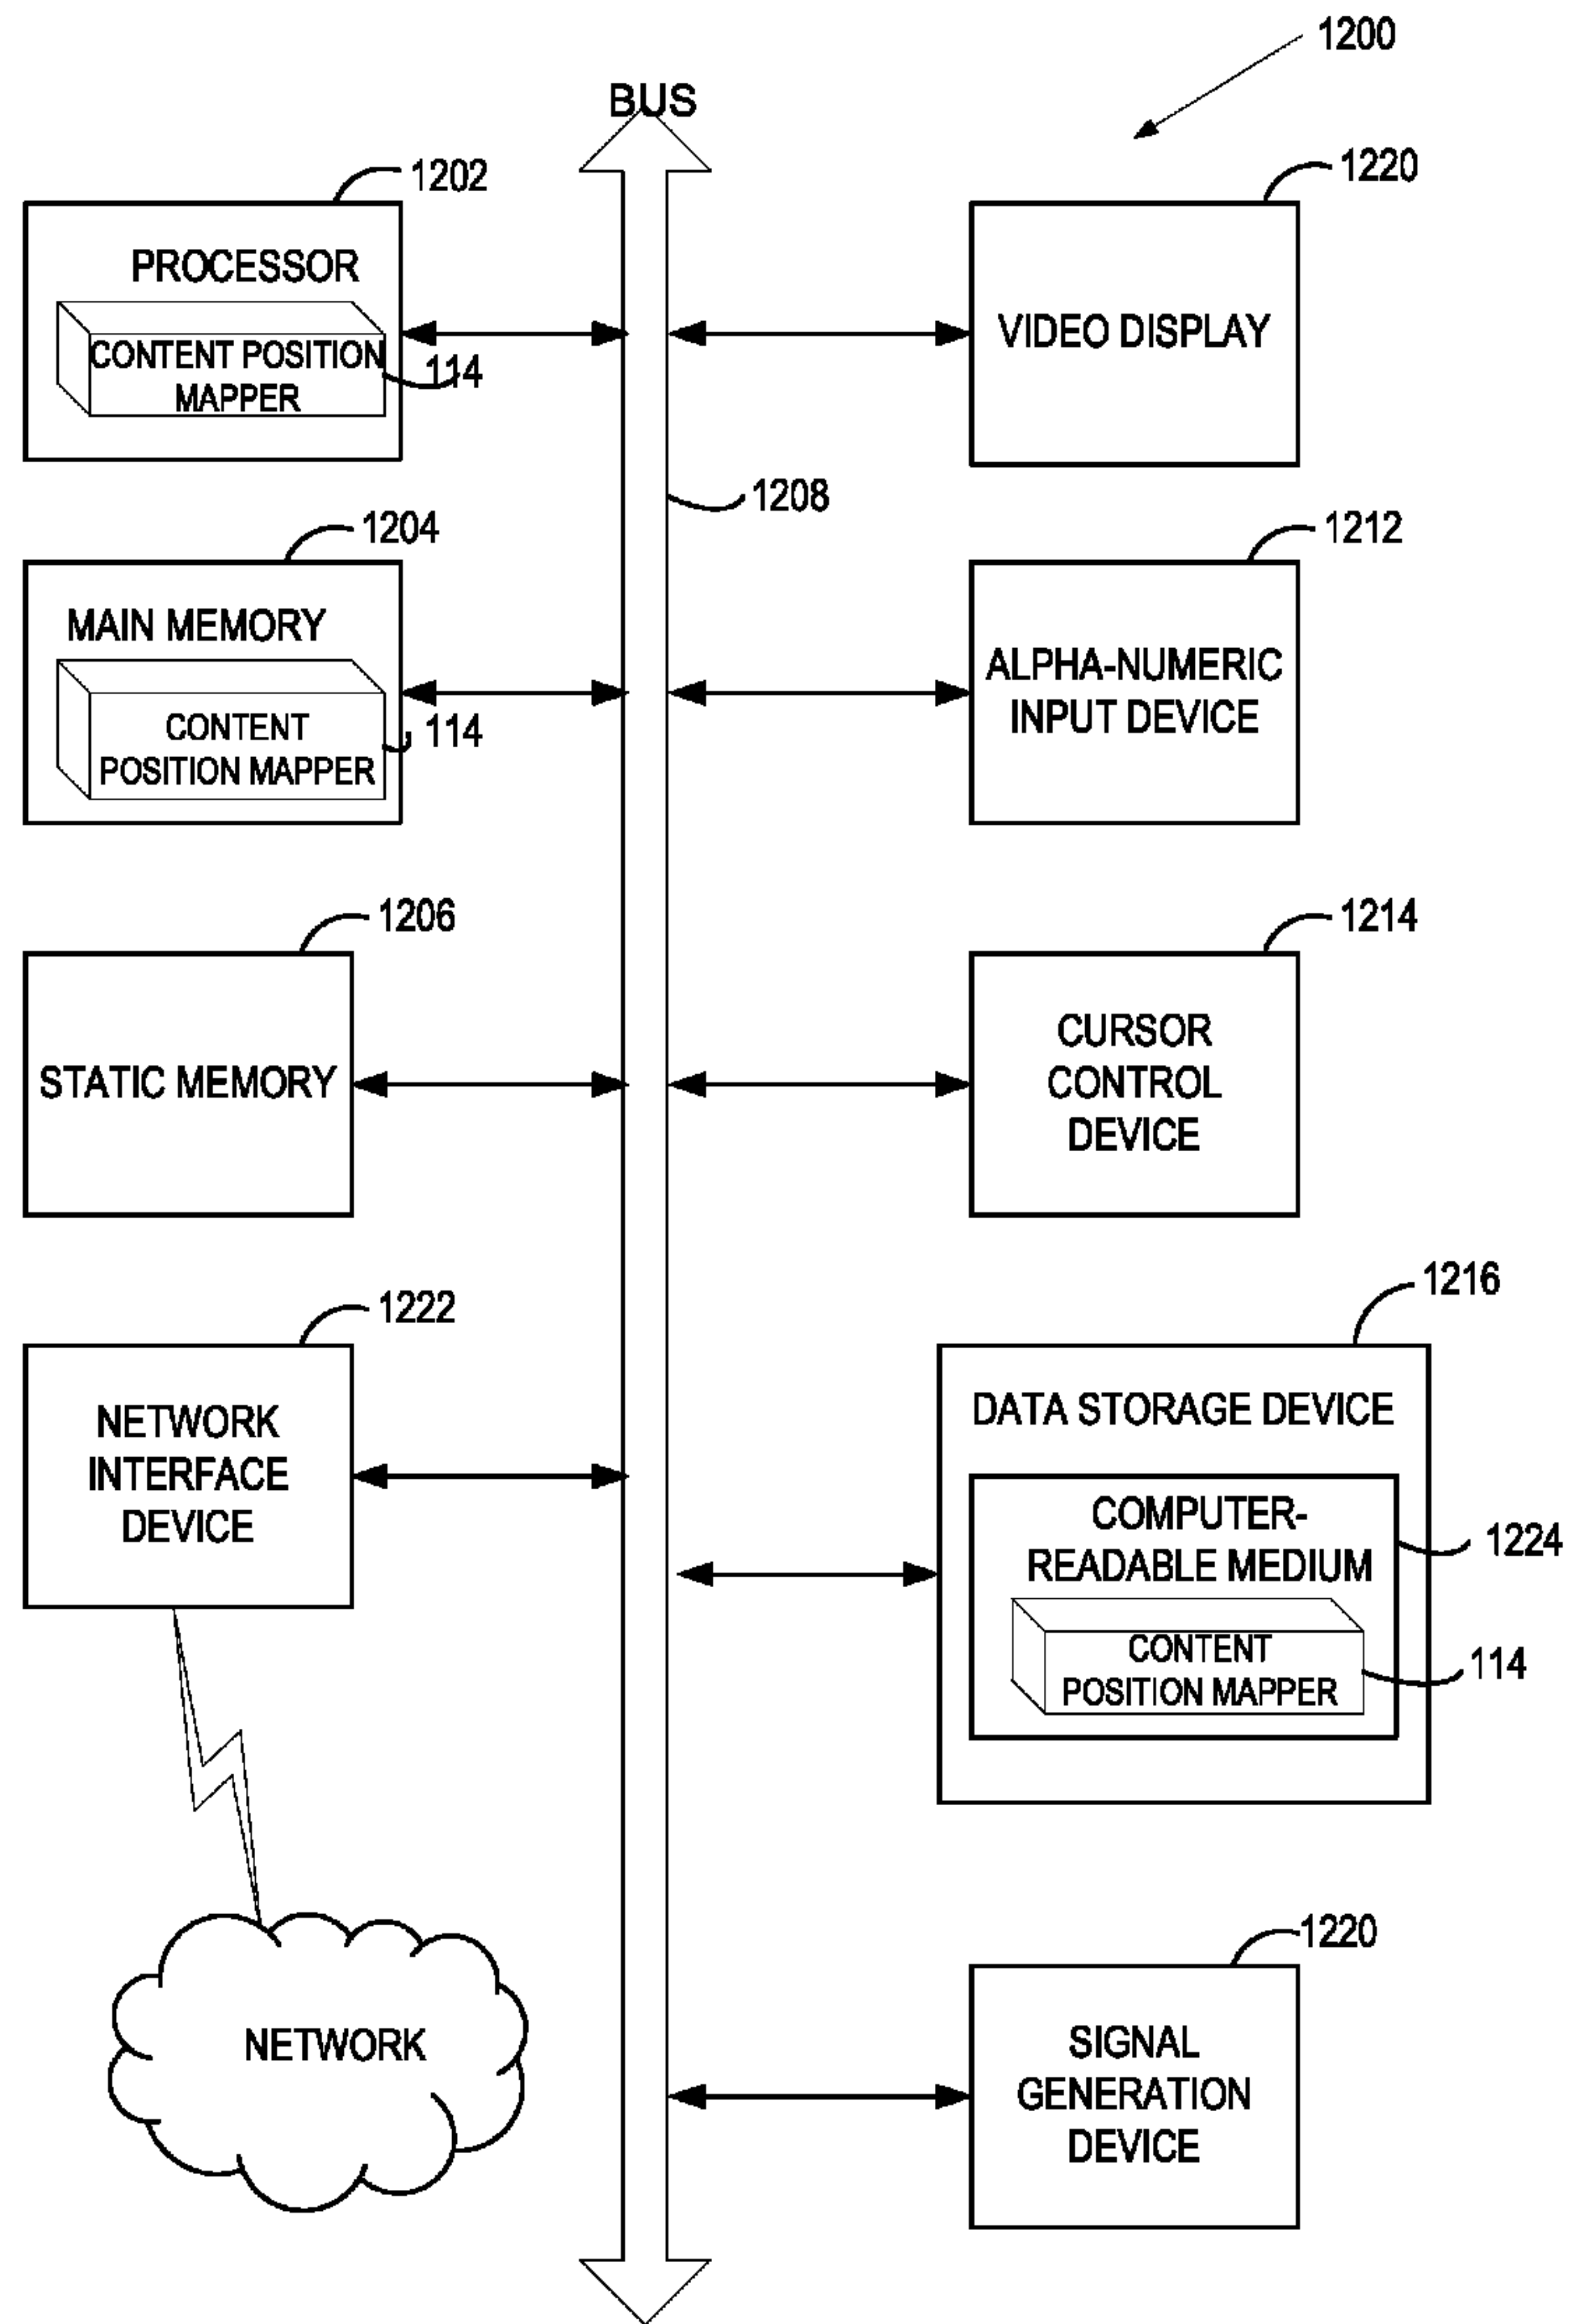 1200
BUS
1202
PROCESSOR
CONTENT POSITION
MAPPER
114
1220
VIDEO DISPLAY
1208
1204
MAIN MEMORY
CONTENT
POSITION MAPPER
114
1212
ALPHA-NUMERIC
INPUT DEVICE
1206
STATIC MEMORY
1214
CURSOR
CONTROL
DEVICE
1222
NETWORK
INTERFACE
DEVICE
1216
DATA STORAGE DEVICE
COMPUTER-
READABLE MEDIUM
1224
CONTENT
POSITION MAPPER
114
NETWORK
1220
SIGNAL
GENERATION
DEVICE